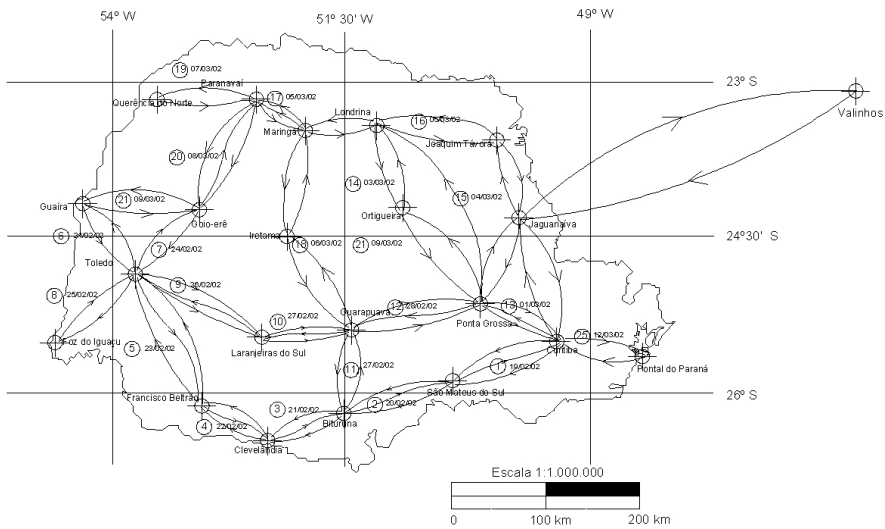 54º W
51º 30' W
49º W
19 07/03/02
Paranavaí
23º S
Querência do Norte
17 05/03/02
Londrina
Valinhos
Maringá
16 05/03/02
Joaquim Távora
20 08/03/02
14 03/03/02
15 04/03/02
21 09/03/02
Guaíra
Goio-erê
Ortigueira
Jaguariaíva
6 24/02/02
7 24/02/02
Iretama
18 06/03/02
21 09/03/02
24º 30' S
Toledo
9 26/02/02
8 25/02/02
10 27/02/02
Guarapuava
12 28/02/02
13 01/03/02
Ponta Grossa
Foz do Iguaçu
5 23/02/02
Laranjeiras do Sul
Curitiba
25 12/03/02
Pontal do Paraná
11 27/02/02
1 19/02/02
São Mateus do Sul
26º S
Francisco Beltrão
3 21/02/02
2 20/02/02
4 22/02/02
Bituruna
Clevelândia
Escala 1:1.000.000
0 100 km 200 km